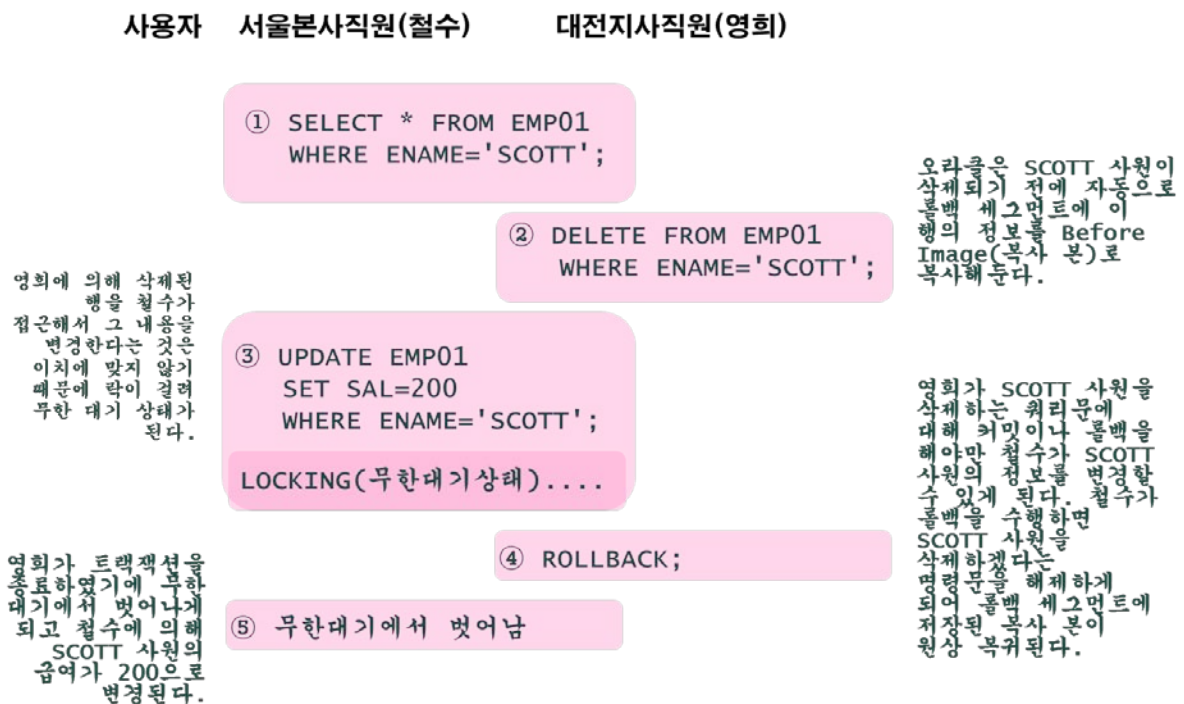 사용자 서울본사직원(철수) 대전지사직원(영희)
① SELECT * FROM EMP01
WHERE ENAME='SCOTT';
오라클은 SCOTT 사원이
삭제되기 전에 자동으로
롤백 세그먼트에 이
행의 정보를 Before
Image(복사 본)로
복사해둔다.
② DELETE FROM EMP01
WHERE ENAME='SCOTT';
영희에 의해 삭제된
행을 철수가
접근해서 그 내용을
변경한다는 것은
이치에 맞지 않기
때문에 락이 걸려
무한 대기 상태가
된다.
③ UPDATE EMP01
SET SAL=200
WHERE ENAME='SCOTT';
LOCKING(무한대기상태)....
영희가 SCOTT 사원을
삭제하는 쿼리문에
대해 커밋이나 롤백을
해야만 철수가 SCOTT
사원의 정보를 변경할
수 있게 된다. 철수가
롤백을 수행하면
SCOTT 사원을
삭제하겠다는
명령문을 해제하게
되어 롤백 세그먼트에
저장된 복사 본이
원상 복귀된다.
④ ROLLBACK;
영희가 트랙잭션을
종료하였기에 무한
대기에서 벗어나게
되고 철수에 의해
SCOTT 사원의
급여가 200으로
변경된다.
⑤ 무한대기에서 벗어남